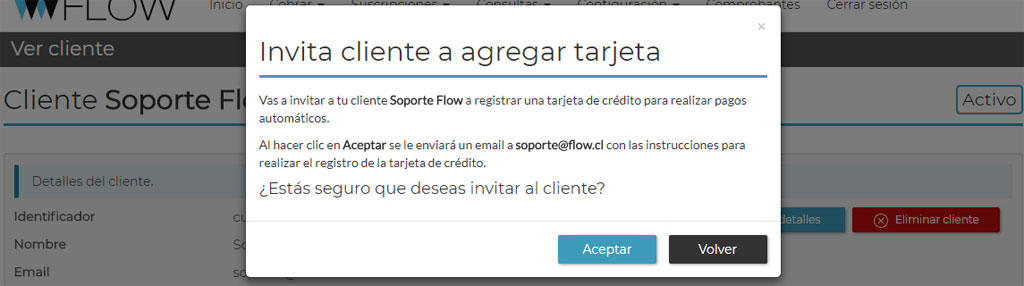 FLOW Inicio Cobrar Suscripciones Consultas Configuración Comprobantes Cerrar sesión
×
Ver cliente
Invita cliente a agregar tarjeta
Cliente Soporte Flo
Activo
Vas a invitar a tu cliente Soporte Flow a registrar una tarjeta de crédito para realizar pagos
automáticos.
Al hacer clic en Aceptar se le enviará un email a soporte@flow.cl con las instrucciones para
realizar el registro de la tarjeta de crédito.
¿Estás seguro que deseas invitar al cliente?
Detalles del cliente.
Identificador cu
detalles
Eliminar cliente
Nombre So
Email so
Aceptar Volver